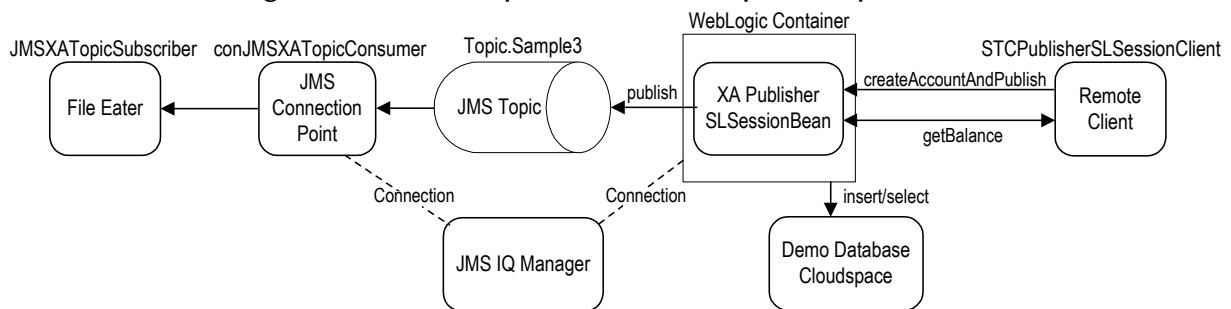 WebLogic Container
JMSXATopicSubscriber
conJMSXATopicConsumer
Topic.Sample3
STCPublisherSLSessionClient
File Eater
JMS
Connection
Point
JMS Topic
publish
XA Publisher
SLSessionBean
createAccountAndPublish
getBalance
Remote
Client
Connection
Connection
insert/select
JMS IQ Manager
Demo Database
Cloudspace